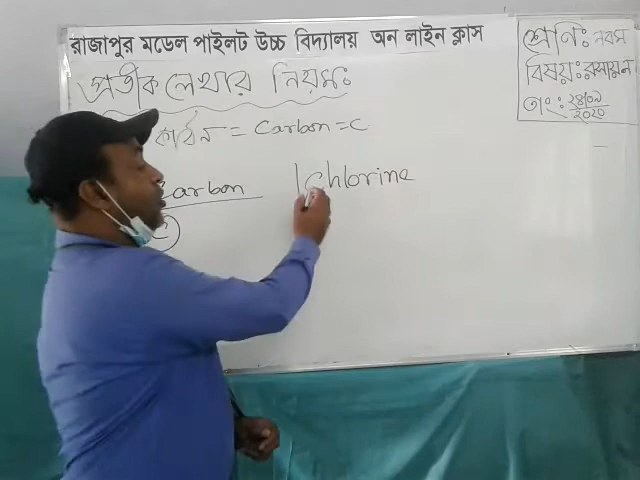 রাজাপুর মডেল পাইলট উচ্চ বিদ্যালয় অন লাইন ক্লাস
শ্রেণিঃ নবম
বিষয়ঃ রসায়ন
তাং: ২৪/০৯
২০২০
প্রতীক লেখার নিয়মঃ
কার্বন = Carbon = C
Carbon
Chlorine